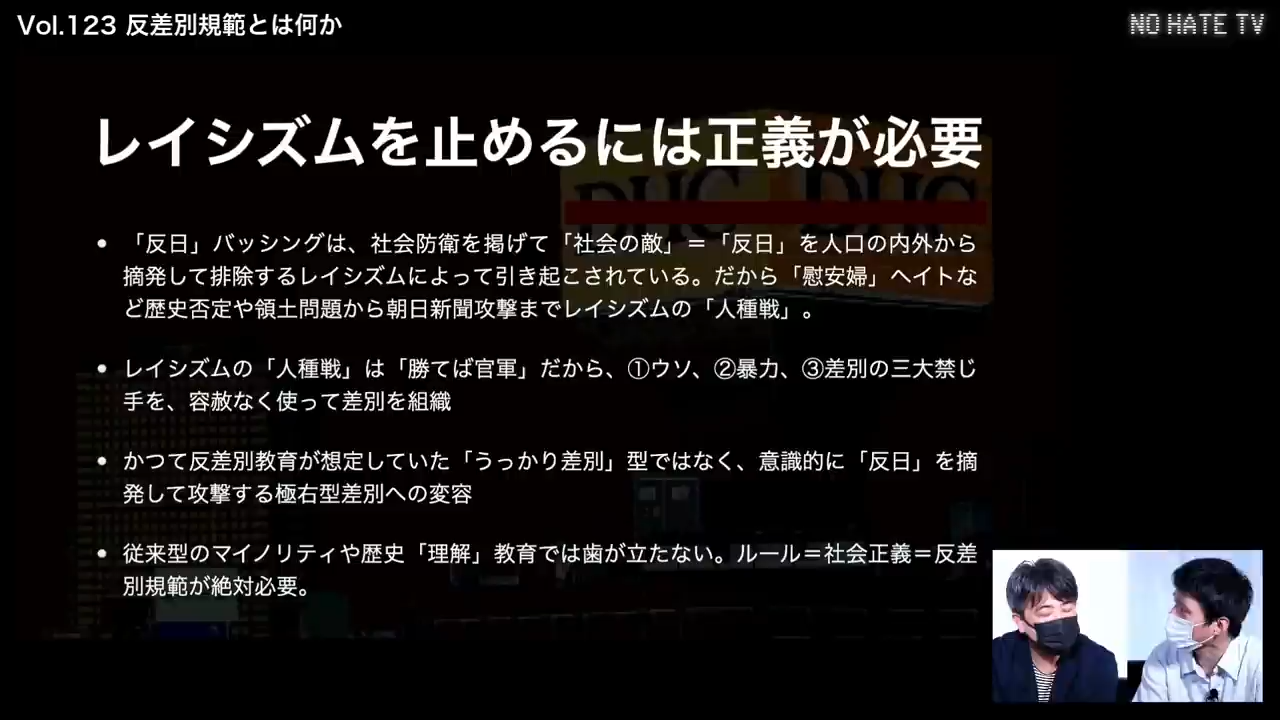 Vol.123 反差別規範とは何か
NO HATE TV
レイシズムを止めるには正義が必要
DHC DHC
• 「反日」バッシングは、社会防衛を掲げて「社会の敵」＝「反日」を人口の内外から
摘発して排除するレイシズムによって引き起こされている。だから「慰安婦」ヘイトな
ど歴史否定や領土問題から朝日新聞攻撃までレイシズムの「人種戦」。
• レイシズムの「人種戦」は「勝てば官軍」だから、①ウソ、②暴力、③差別の三大禁じ
手を、容赦なく使って差別を組織
• かつて反差別教育が想定していた「うっかり差別」型ではなく、意識的に「反日」を摘
発して攻撃する極右型差別への変容
• 従来型のマイノリティや歴史「理解」教育では歯が立たない。ルール＝社会正義＝反差
別規範が絶対必要。